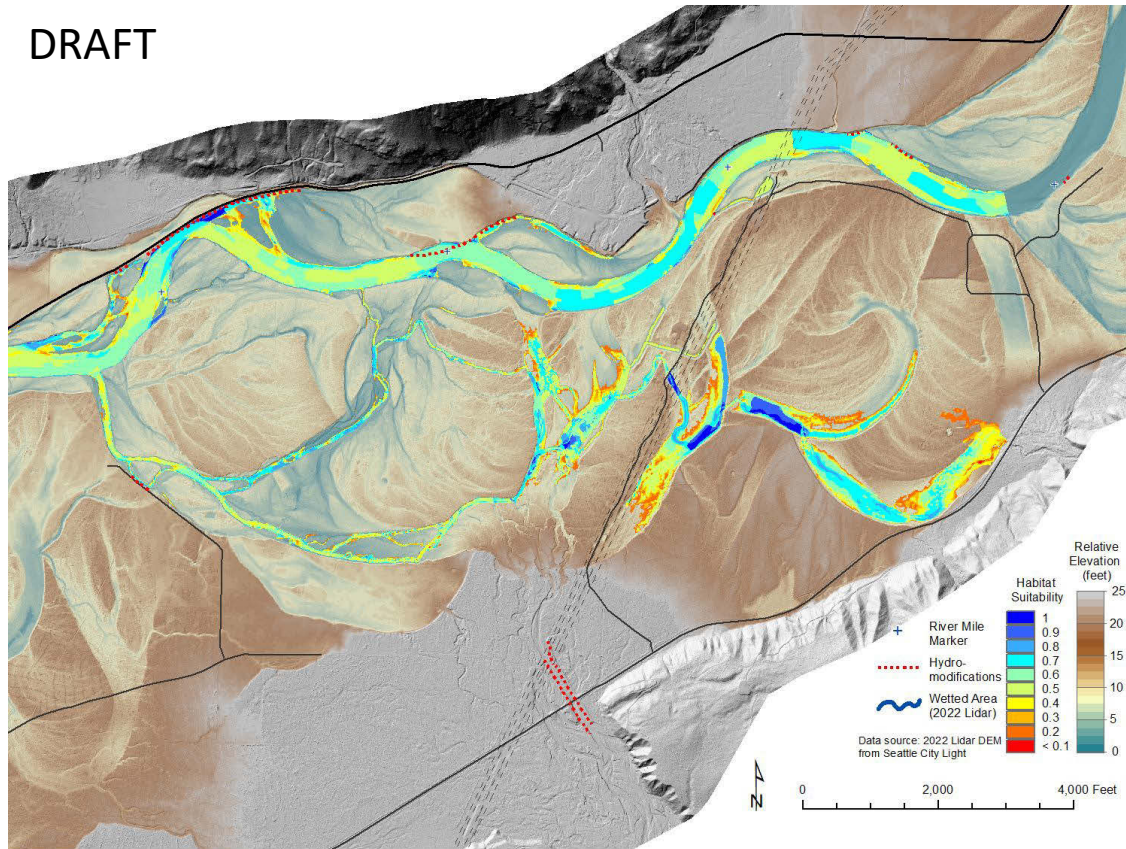 DRAFT
Habitat
Suitability
1
0.9
0.8
0.7
0.6
0.5
0.4
0.3
0.2
< 0.1
Relative
Elevation
(feet)
25
20
15
10
5
0
River Mile
Marker
Hydro-
modifications
Wetted Area
(2022 Lidar)
Data source: 2022 Lidar DEM
from Seattle City Light
N
0 2,000 4,000 Feet